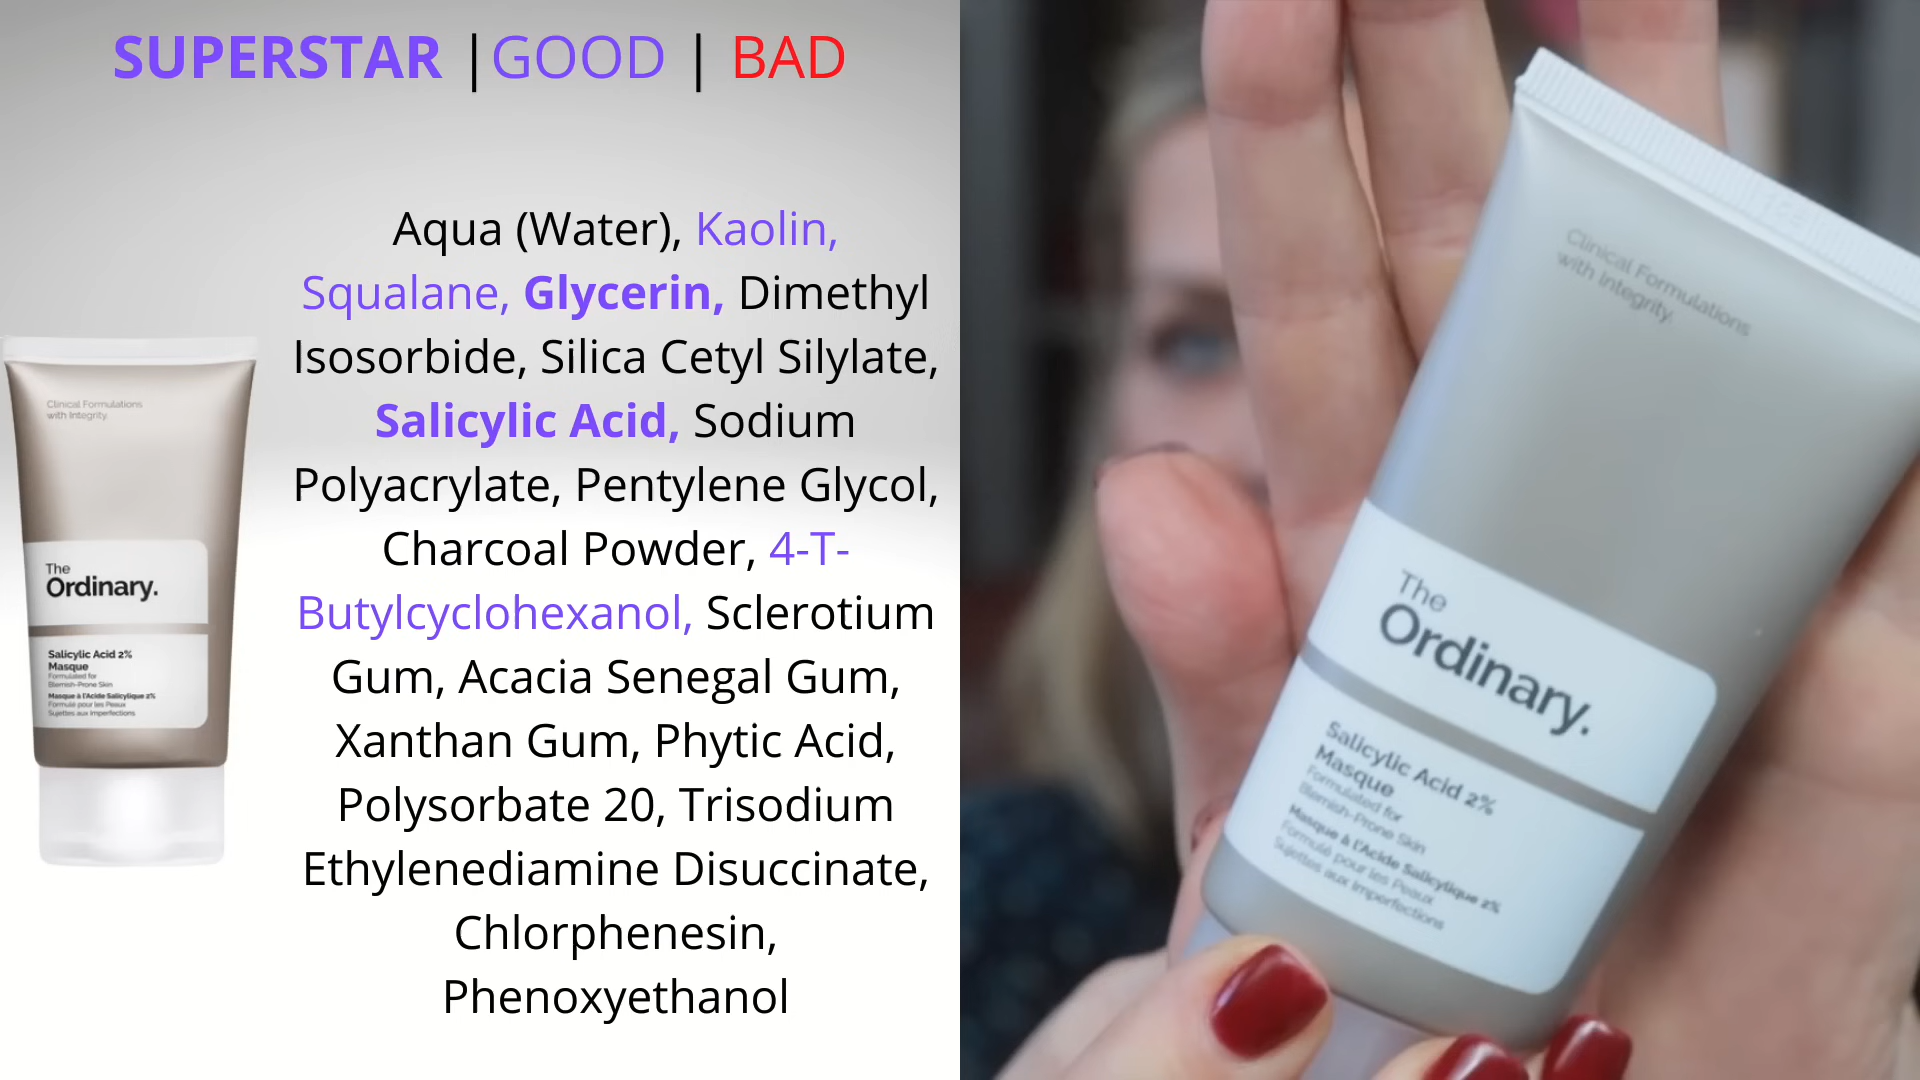 SUPERSTAR | GOOD | BAD
Aqua (Water), Kaolin,
Squalane, Glycerin, Dimethyl
Isosorbide, Silica Cetyl Silylate,
Salicylic Acid, Sodium
Polyacrylate, Pentylene Glycol,
Charcoal Powder, 4-T-
Butylcyclohexanol, Sclerotium
Gum, Acacia Senegal Gum,
Xanthan Gum, Phytic Acid,
Polysorbate 20, Trisodium
Ethylenediamine Disuccinate,
Chlorphenesin,
Phenoxyethanol
Clinical Formulations
with Integrity.
The
Ordinary.
Salicylic Acid 2%
Masque
Formulated for
Blemish-Prone Skin
Masque à l'Acide Salicylique 2%
Formulé pour les Peaux
Sujettes aux Imperfections
Clinical Formulations
with Integrity.
The
Ordinary.
Salicylic Acid 2%
Masque
Formulated for
Blemish-Prone Skin
Masque à l'Acide Salicylique 2%
Formulé pour les Peaux
Sujettes aux Imperfections